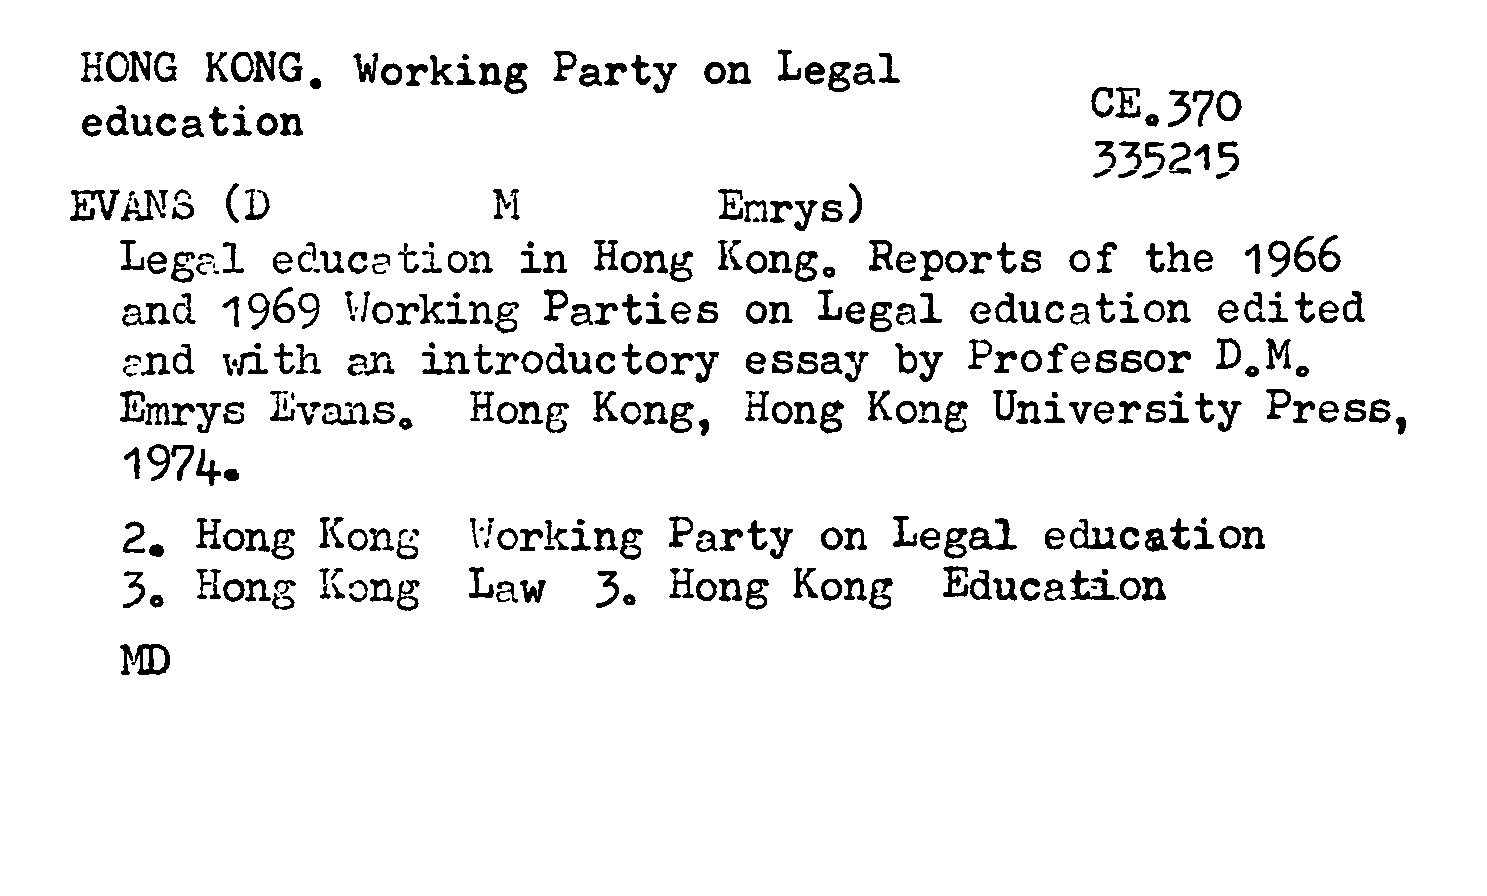 HONG KONG. Working Party on Legal
education
CE.370
335215
EVANS (D M Emrys)
Legal education in Hong Kong. Reports of the 1966
and 1969 Working Parties on Legal education edited
and with an introductory essay by Professor D.M.
Emrys Evans. Hong Kong, Hong Kong University Press,
1974.
2. Hong Kong Working Party on Legal education
3. Hong Kong Law 3. Hong Kong Education
MD